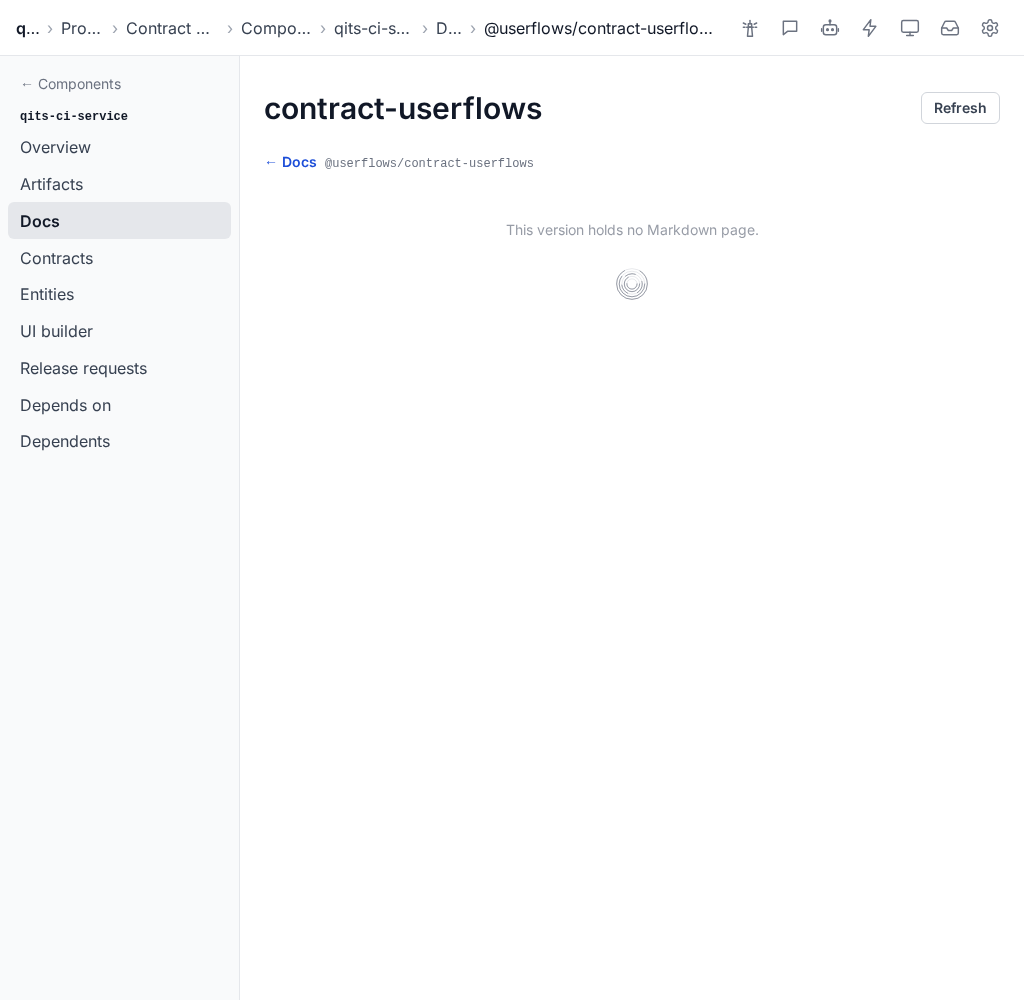 q... › Pro... › Contract ... › Compo... › qits-ci-s... › D... › @userflows/contract-userflo...
← Components
qits-ci-service
Overview
Artifacts
Docs
Contracts
Entities
UI builder
Release requests
Depends on
Dependents
contract-userflows
Refresh
← Docs @userflows/contract-userflows
This version holds no Markdown page.